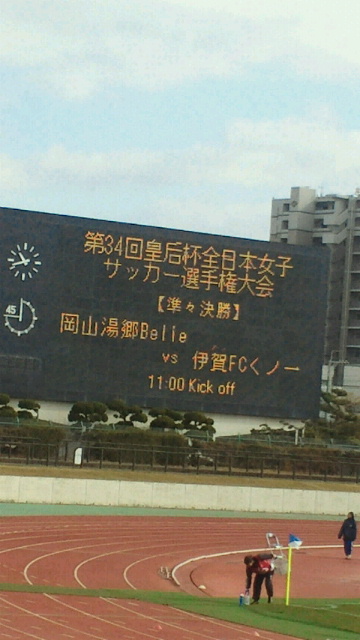 第34回皇后杯全日本女子
サッカー選手権大会
【準々決勝】
岡山湯郷Belle
vs 伊賀FCくノ一
11:00 Kick off
45